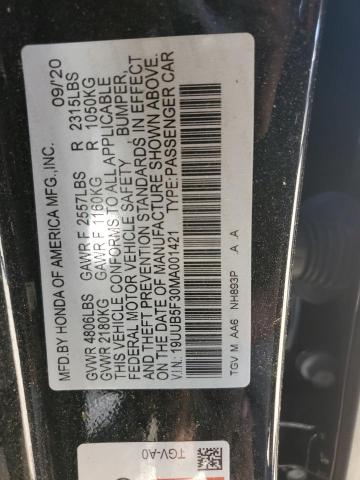 MFD.BY HONDA OF AMERICA MFG.,INC. 09/20
GVWR 4806LBS GAWR F 2557LBS R 2315LBS
GVWR 2180KG GAWR F 1160KG R 1050KG
THIS VEHICLE CONFORMS TO ALL APPLICABLE
FEDERAL MOTOR VEHICLE SAFETY BUMPER,
AND THEFT PREVENTION STANDARDS IN EFFECT
ON THE DATE OF MANUFACTURE SHOWN ABOVE.
V.I.N.: 19UUB5F30MA001421 TYPE:PASSENGER CAR
TGV M AA6 NH893P A A
TGV-A0